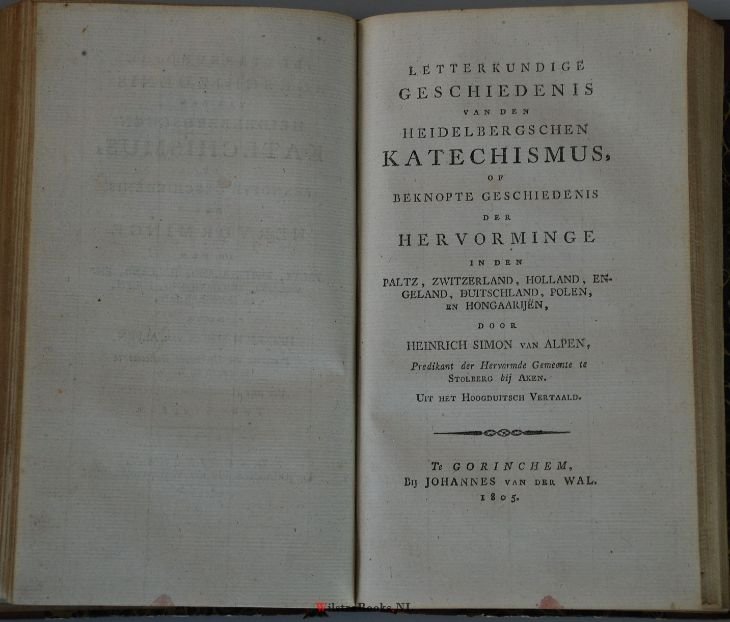 LETTERKUNDIGE
GESCHIEDENIS
VAN DEN
HEIDELBERGSCHEN
KATECHISMUS,
OF
BEKNOPTE GESCHIEDENIS
DER
HERVORMINGE
IN DEN
PALTZ, ZWITZERLAND, HOLLAND, EN-
GELAND, DUITSCHLAND, POLEN,
EN HONGAARIJËN,
DOOR
HEINRICH SIMON VAN ALPEN,
Predikant der Hervormde Gemeente te
STOLBERG bij AKEN.
UIT HET HOOGDUITSCH VERTAALD.
Te GORINCHEM,
BIJ JOHANNES VAN DER WAL.
1805.
WilstraBooks.NL